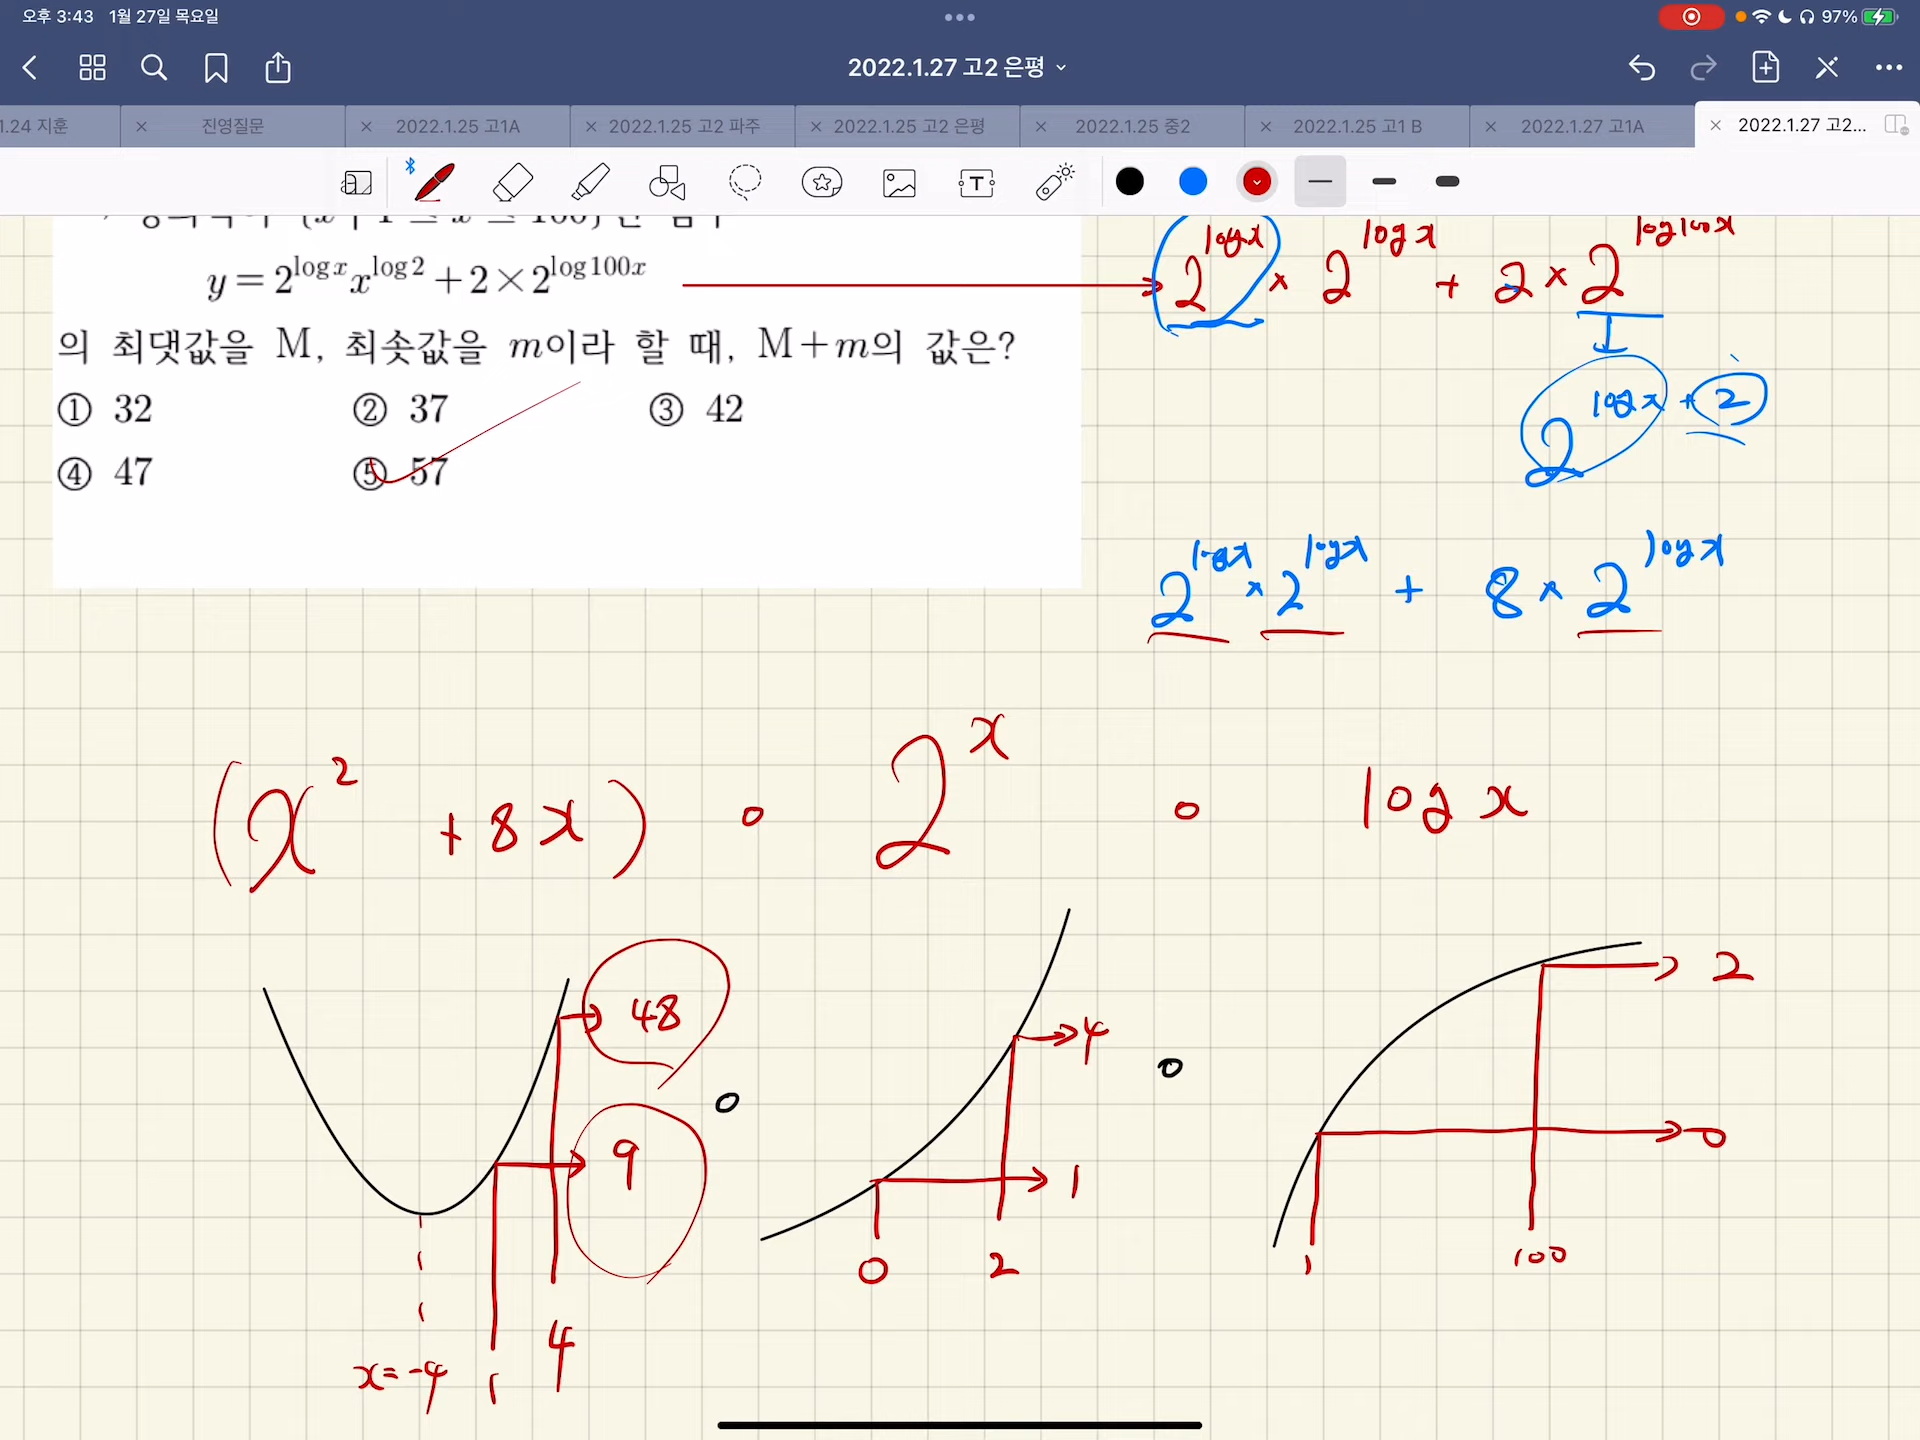 오후 3:43 1월 27일 목요일
97%
2022.1.27 고2 은평
1.24 지훈
진영질문
2022.1.25 고1A
2022.1.25 고2 파주
2022.1.25 고2 은평
2022.1.25 중2
2022.1.25 고1 B
2022.1.27 고1A
2022.1.27 고2...
y = 2^{log x} x^{log 2} + 2 × 2^{log 100x}
의 최댓값을 M, 최솟값을 m이라 할 때, M+m의 값은?
① 32 ② 37 ③ 42
④ 47 ⑤ 57
2^{log x} × 2^{log x} + 2 × 2^{log 100x}
2^{log x + 2}
2^{log x} × 2^{log x} + 8 × 2^{log x}
(x² + 8x) ∘ 2^x ∘ log x
48
9
x=-4
1
4
∘
4
1
0
2
∘
2
0
1
100